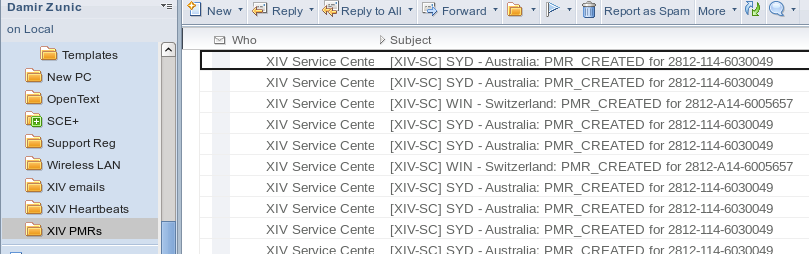 Damir Zunic
on Local
Templates
New PC
OpenText
SCE+
Support Reg
Wireless LAN
XIV emails
XIV Heartbeats
XIV PMRs
New Reply Reply to All Forward Report as Spam More
Who Subject
XIV Service Cente [XIV-SC] SYD - Australia: PMR_CREATED for 2812-114-6030049
XIV Service Cente [XIV-SC] SYD - Australia: PMR_CREATED for 2812-114-6030049
XIV Service Cente [XIV-SC] WIN - Switzerland: PMR_CREATED for 2812-A14-6005657
XIV Service Cente [XIV-SC] SYD - Australia: PMR_CREATED for 2812-114-6030049
XIV Service Cente [XIV-SC] SYD - Australia: PMR_CREATED for 2812-114-6030049
XIV Service Cente [XIV-SC] WIN - Switzerland: PMR_CREATED for 2812-A14-6005657
XIV Service Cente [XIV-SC] SYD - Australia: PMR_CREATED for 2812-114-6030049
XIV Service Cente [XIV-SC] SYD - Australia: PMR_CREATED for 2812-114-6030049
XIV Service Cente [XIV-SC] SYD - Australia: PMR_CREATED for 2812-114-6030049
XIV Service Cente [XIV-SC] SYD - Australia: PMR_CREATED for 2812-114-6030049